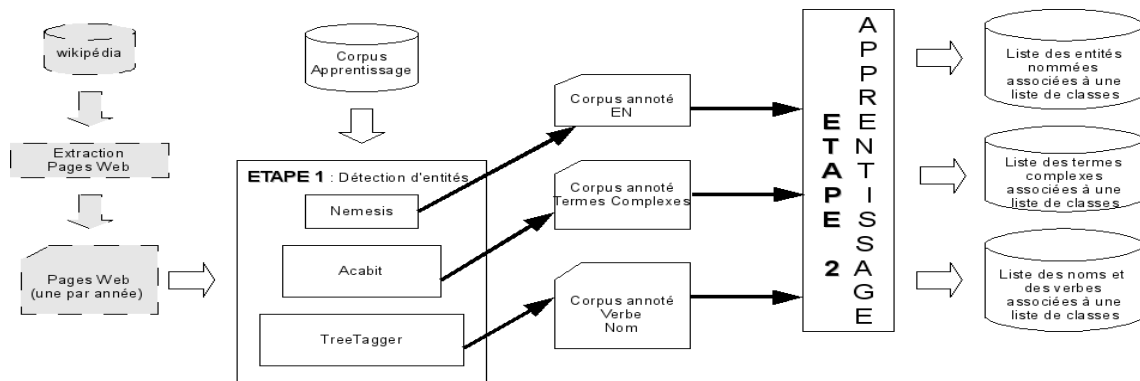 wikipédia
Extraction
Pages Web
Pages Web
(une par année)
Corpus
Apprentissage
ETAPE 1 : Détection d'entités
Nemesis
Acabit
TreeTagger
Corpus annoté
EN
Corpus annoté
Termes Complexes
Corpus annoté
Verbe
Nom
ETAPE 2
APPRENTISSAGE
Liste des entités
nommées
associées à une
liste de classes
Liste des termes
complexes
associées à une
liste de classes
Liste des noms et
des verbes
associées à une
liste de classes